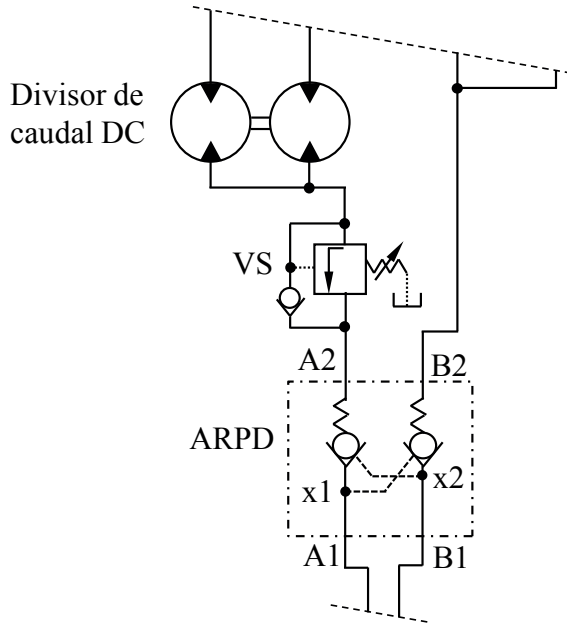 Divisor de
caudal DC
VS
A2
B2
ARPD
x1
x2
A1
B1